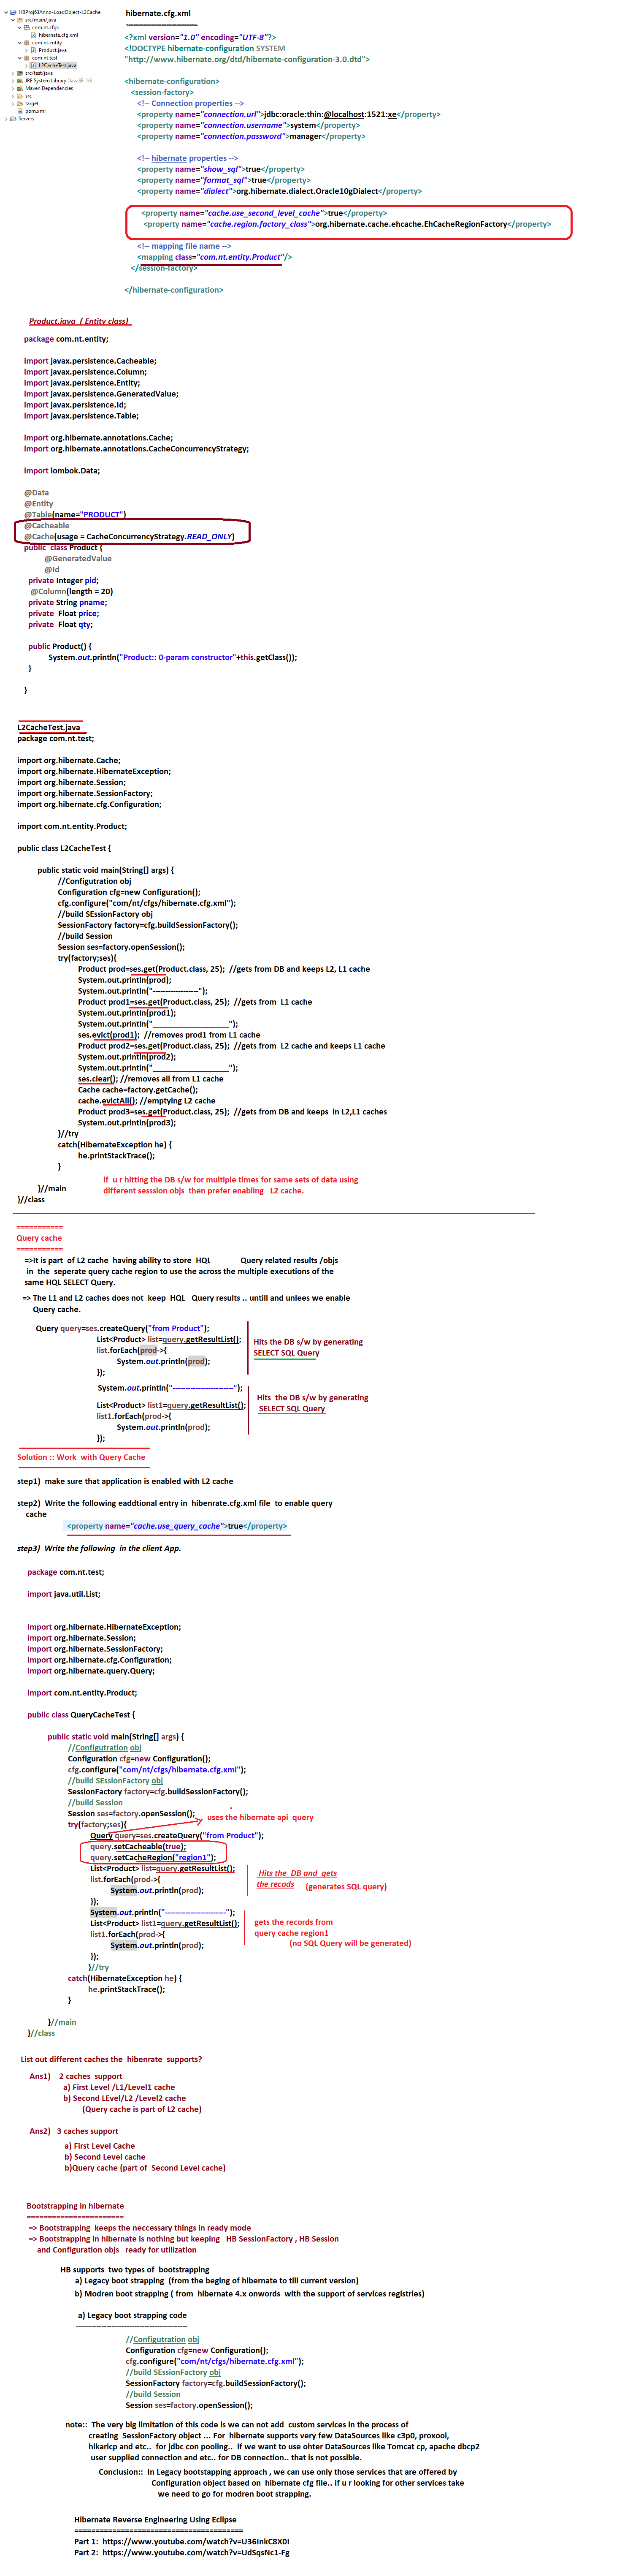 HBProj63Anno-LoadObject-L2Cache
src/main/java
com.nt.cfgs
hibernate.cfg.xml
com.nt.entity
Product.java
com.nt.test
L2CacheTest.java
src/test/java
JRE System Library [JavaSE-16]
Maven Dependencies
src
target
pom.xml
Servers
hibernate.cfg.xml
<?xml version="1.0" encoding="UTF-8"?>
<!DOCTYPE hibernate-configuration SYSTEM
"http://www.hibernate.org/dtd/hibernate-configuration-3.0.dtd">
<hibernate-configuration>
<session-factory>
<!-- Connection properties -->
<property name="connection.url">jdbc:oracle:thin:@localhost:1521:xe</property>
<property name="connection.username">system</property>
<property name="connection.password">manager</property>
<!-- hibernate properties -->
<property name="show_sql">true</property>
<property name="format_sql">true</property>
<property name="dialect">org.hibernate.dialect.Oracle10gDialect</property>
<property name="cache.use_second_level_cache">true</property>
<property name="cache.region.factory_class">org.hibernate.cache.ehcache.EhCacheRegionFactory</property>
<!-- mapping file name -->
<mapping class="com.nt.entity.Product"/>
</session-factory>
</hibernate-configuration>
Product.java ( Entity class)
package com.nt.entity;
import javax.persistence.Cacheable;
import javax.persistence.Column;
import javax.persistence.Entity;
import javax.persistence.GeneratedValue;
import javax.persistence.Id;
import javax.persistence.Table;
import org.hibernate.annotations.Cache;
import org.hibernate.annotations.CacheConcurrencyStrategy;
import lombok.Data;
@Data
@Entity
@Table(name="PRODUCT")
@Cacheable
@Cache(usage = CacheConcurrencyStrategy.READ_ONLY)
public class Product {
@GeneratedValue
@Id
private Integer pid;
@Column(length = 20)
private String pname;
private Float price;
private Float qty;
public Product() {
System.out.println("Product:: 0-param constructor"+this.getClass());
}
}
L2CacheTest.java
package com.nt.test;
import org.hibernate.Cache;
import org.hibernate.HibernateException;
import org.hibernate.Session;
import org.hibernate.SessionFactory;
import org.hibernate.cfg.Configuration;
import com.nt.entity.Product;
public class L2CacheTest {
public static void main(String[] args) {
//Configutration obj
Configuration cfg=new Configuration();
cfg.configure("com/nt/cfgs/hibernate.cfg.xml");
//build SEssionFactory obj
SessionFactory factory=cfg.buildSessionFactory();
//build Session
Session ses=factory.openSession();
try(factory;ses){
Product prod=ses.get(Product.class, 25); //gets from DB and keeps L2, L1 cache
System.out.println(prod);
System.out.println("------------------");
Product prod1=ses.get(Product.class, 25); //gets from L1 cache
System.out.println(prod1);
System.out.println("___________________");
ses.evict(prod1); //removes prod1 from L1 cache
Product prod2=ses.get(Product.class, 25); //gets from L2 cache and keeps L1 cache
System.out.println(prod2);
System.out.println("___________________");
ses.clear(); //removes all from L1 cache
Cache cache=factory.getCache();
cache.evictAll(); //emptying L2 cache
Product prod3=ses.get(Product.class, 25); //gets from DB and keeps in L2,L1 caches
System.out.println(prod3);
}//try
catch(HibernateException he) {
he.printStackTrace();
}
}//main
}//class
if u r hitting the DB s/w for multiple times for same sets of data using
different sesssion objs then prefer enabling L2 cache.
===========
Query cache
===========
=>It is part of L2 cache having ability to store HQL Query related results /objs
in the seperate query cache region to use the across the multiple executions of the
same HQL SELECT Query.
=> The L1 and L2 caches does not keep HQL Query results .. untill and unless we enable
Query cache.
Query query=ses.createQuery("from Product");
List<Product> list=query.getResultList();
list.forEach(prod->{
System.out.println(prod);
});
Hits the DB s/w by generating
SELECT SQL Query
System.out.println("------------------------");
List<Product> list1=query.getResultList();
list1.forEach(prod->{
System.out.println(prod);
});
Hits the DB s/w by generating
SELECT SQL Query
Solution :: Work with Query Cache
step1) make sure that application is enabled with L2 cache
step2) Write the following eaddtional entry in hibenrate.cfg.xml file to enable query
cache
<property name="cache.use_query_cache">true</property>
step3) Write the following in the client App.
package com.nt.test;
import java.util.List;
import org.hibernate.HibernateException;
import org.hibernate.Session;
import org.hibernate.SessionFactory;
import org.hibernate.cfg.Configuration;
import org.hibernate.query.Query;
import com.nt.entity.Product;
public class QueryCacheTest {
public static void main(String[] args) {
//Configutration obj
Configuration cfg=new Configuration();
cfg.configure("com/nt/cfgs/hibernate.cfg.xml");
//build SEssionFactory obj
SessionFactory factory=cfg.buildSessionFactory();
//build Session
Session ses=factory.openSession();
uses the hibernate api query
try(factory;ses){
Query query=ses.createQuery("from Product");
query.setCacheable(true);
query.setCacheRegion("region1");
List<Product> list=query.getResultList();
list.forEach(prod->{
System.out.println(prod);
});
Hits the DB and gets
the recods (generates SQL query)
System.out.println("------------------------");
List<Product> list1=query.getResultList();
list1.forEach(prod->{
System.out.println(prod);
});
gets the records from
query cache region1
(no SQL Query will be generated)
}//try
catch(HibernateException he) {
he.printStackTrace();
}
}//main
}//class
List out different caches the hibenrate supports?
Ans1) 2 caches support
a) First Level /L1/Level1 cache
b) Second LEvel/L2 /Level2 cache
(Query cache is part of L2 cache)
Ans2) 3 caches support
a) First Level Cache
b) Second Level cache
b)Query cache (part of Second Level cache)
Bootstrapping in hibernate
=======================
=> Bootstrapping keeps the neccessary things in ready mode
=> Bootstrapping in hibernate is nothing but keeping HB SessionFactory , HB Session
and Configuration objs ready for utilization
HB supports two types of bootstrapping
a) Legacy boot strapping (from the beging of hibernate to till current version)
b) Modren boot strapping ( from hibernate 4.x onwords with the support of services registries)
a) Legacy boot strapping code
--------------------------------------------
//Configutration obj
Configuration cfg=new Configuration();
cfg.configure("com/nt/cfgs/hibernate.cfg.xml");
//build SEssionFactory obj
SessionFactory factory=cfg.buildSessionFactory();
//build Session
Session ses=factory.openSession();
note:: The very big limitation of this code is we can not add custom services in the process of
creating SessionFactory object ... For hibernate supports very few DataSources like c3p0, proxool,
hikaricp and etc.. for jdbc con pooling.. if we want to use ohter DataSources like Tomcat cp, apache dbcp2
user supplied connection and etc.. for DB connection.. that is not possible.
Conclusion:: In Legacy bootstapping approach , we can use only those services that are offered by
Configuration object based on hibernate cfg file.. if u r looking for other services take
we need to go for modren boot strapping.
Hibernate Reverse Engineering Using Eclipse
========================================
Part 1: https://www.youtube.com/watch?v=U36InkC8X0I
Part 2: https://www.youtube.com/watch?v=UdSqsNc1-Fg